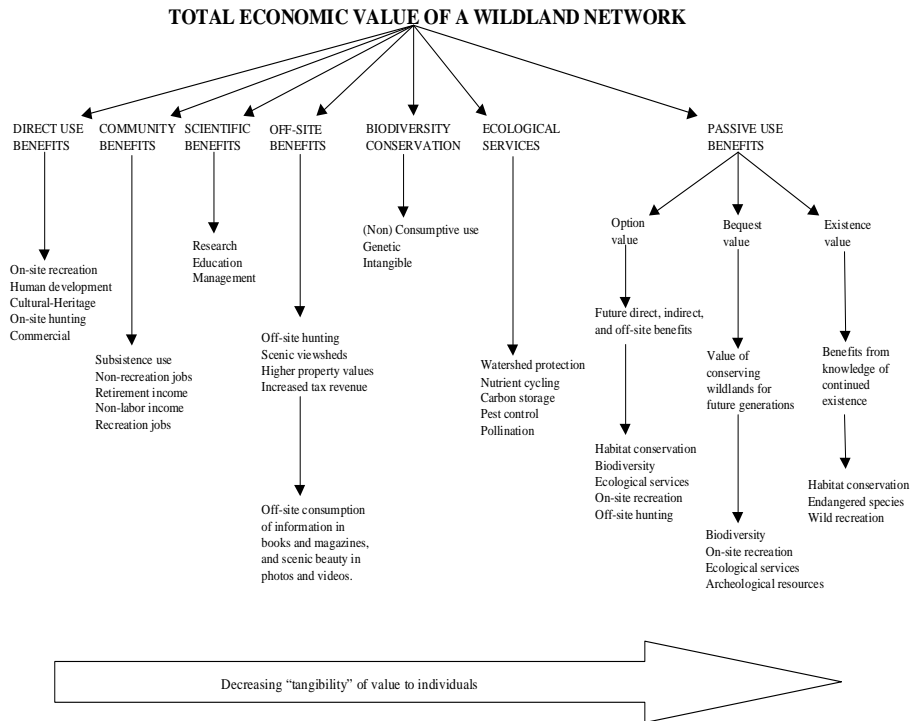 TOTAL ECONOMIC VALUE OF A WILDLAND NETWORK
DIRECT USE
BENEFITS
COMMUNITY
BENEFITS
SCIENTIFIC
BENEFITS
OFF-SITE
BENEFITS
BIODIVERSITY
CONSERVATION
ECOLOGICAL
SERVICES
PASSIVE USE
BENEFITS
On-site recreation
Human development
Cultural-Heritage
On-site hunting
Commercial
Subsistence use
Non-recreation jobs
Retirement income
Non-labor income
Recreation jobs
Research
Education
Management
Off-site hunting
Scenic viewsheds
Higher property values
Increased tax revenue
Off-site consumption
of information in
books and magazines,
and scenic beauty in
photos and videos.
(Non) Consumptive use
Genetic
Intangible
Watershed protection
Nutrient cycling
Carbon storage
Pest control
Pollination
Option
value
Future direct, indirect,
and off-site benefits
Habitat conservation
Biodiversity
Ecological services
On-site recreation
Off-site hunting
Bequest
value
Value of
conserving
wildlands for
future generations
Biodiversity
On-site recreation
Ecological services
Archeological resources
Existence
value
Benefits from
knowledge of
continued
existence
Habitat conservation
Endangered species
Wild recreation
Decreasing “tangibility” of value to individuals